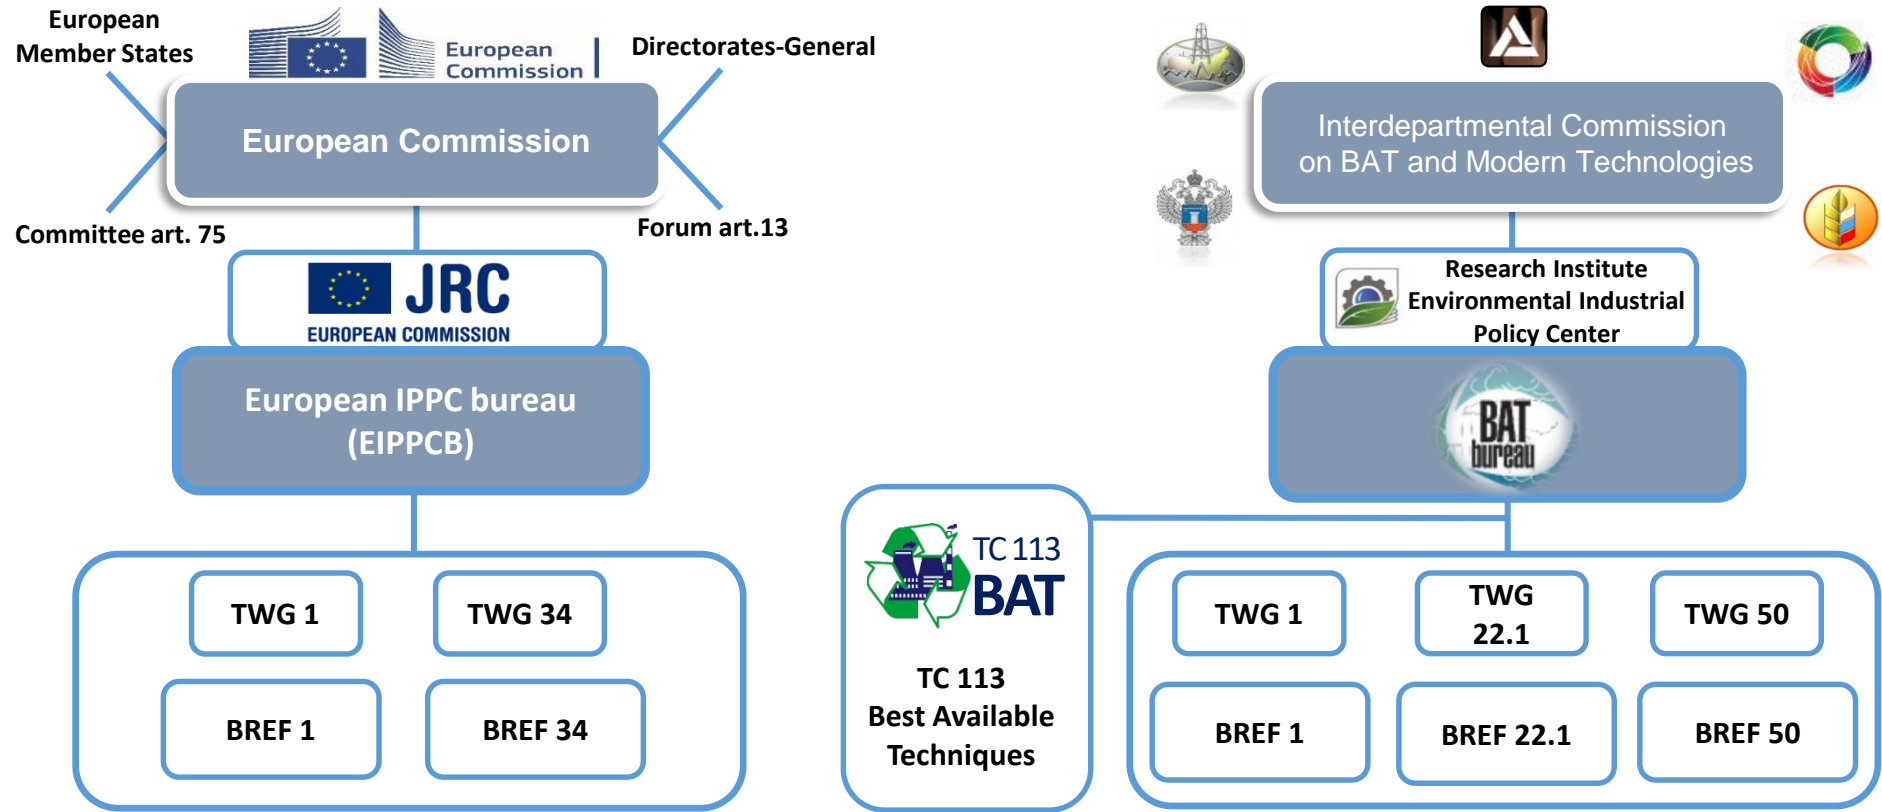 European
Member States
European
Commission
Directorates-General
European Commission
Committee art. 75
Forum art.13
JRC
EUROPEAN COMMISSION
European IPPC bureau
(EIPPCB)
TWG 1
TWG 34
BREF 1
BREF 34
Interdepartmental Commission
on BAT and Modern Technologies
Research Institute
Environmental Industrial
Policy Center
BAT
bureau
TC 113
BAT
TC 113
Best Available
Techniques
TWG 1
TWG
22.1
TWG 50
BREF 1
BREF 22.1
BREF 50